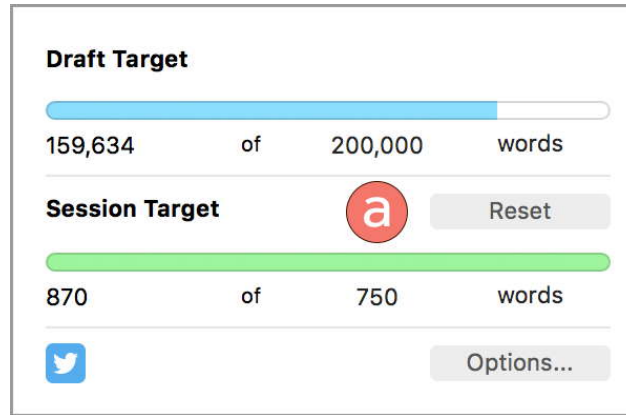 Draft Target
159,634 of 200,000 words
Session Target a Reset
870 of 750 words
Options...